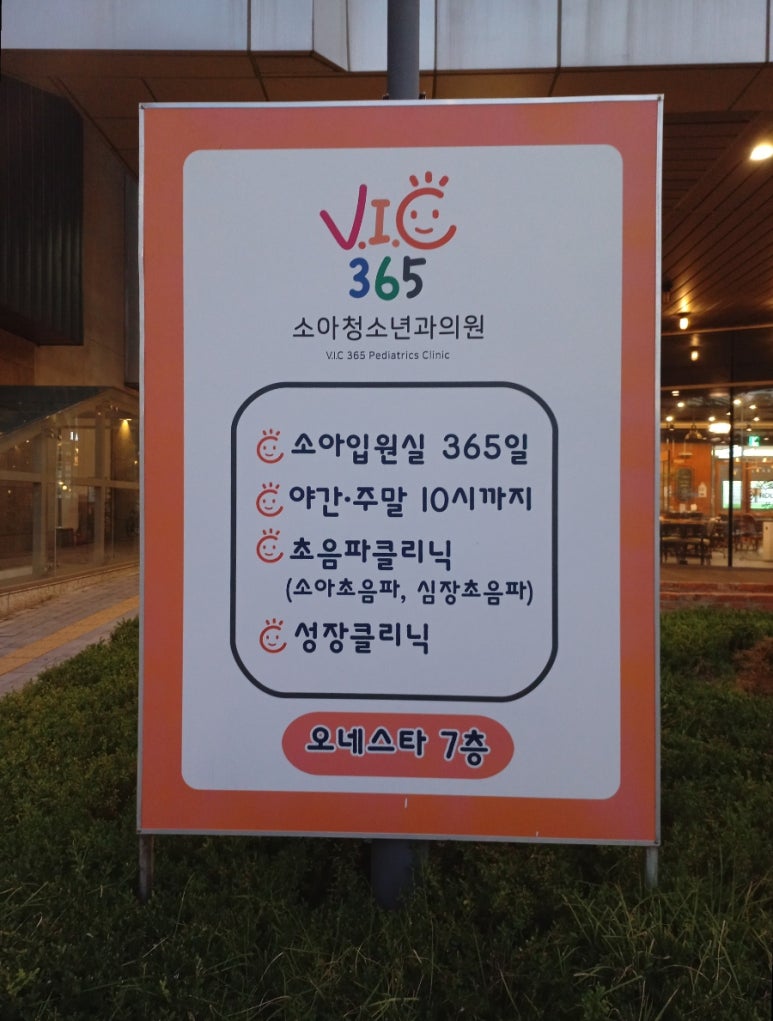 V.I.C
365
소아청소년과의원
V.I.C 365 Pediatrics Clinic
소아입원실 365일
야간·주말 10시까지
초음파클리닉
(소아초음파, 심장초음파)
성장클리닉
오네스타 7층